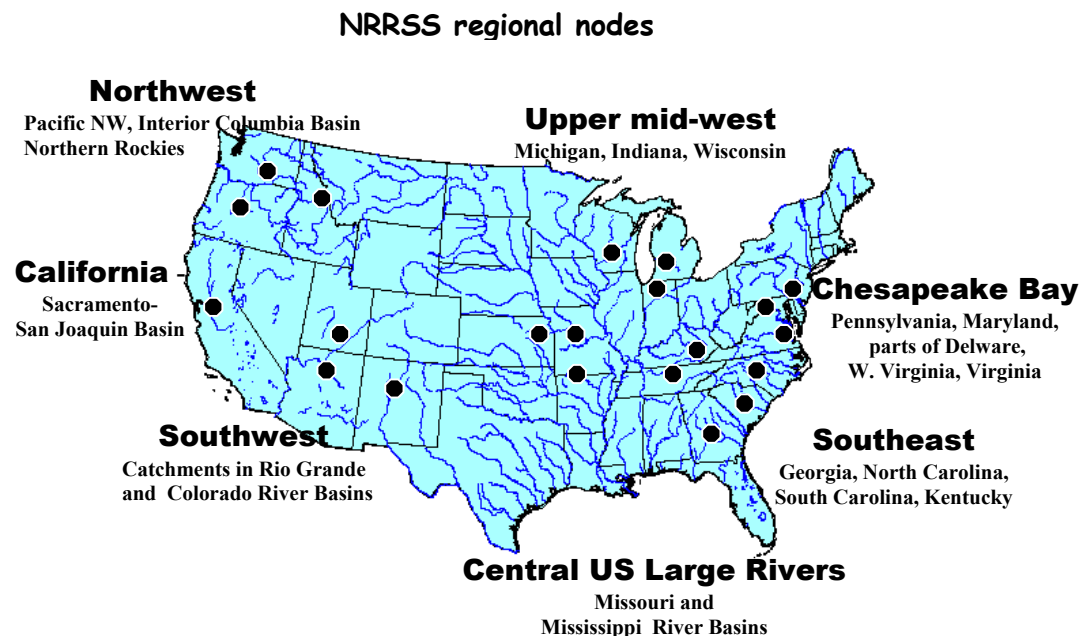 NRRSS regional nodes
Northwest
Pacific NW, Interior Columbia Basin
Northern Rockies
Upper mid-west
Michigan, Indiana, Wisconsin
California
Sacramento-
San Joaquin Basin
Chesapeake Bay
Pennsylvania, Maryland,
parts of Delware,
W. Virginia, Virginia
Southwest
Catchments in Rio Grande
and Colorado River Basins
Southeast
Georgia, North Carolina,
South Carolina, Kentucky
Central US Large Rivers
Missouri and
Mississippi River Basins